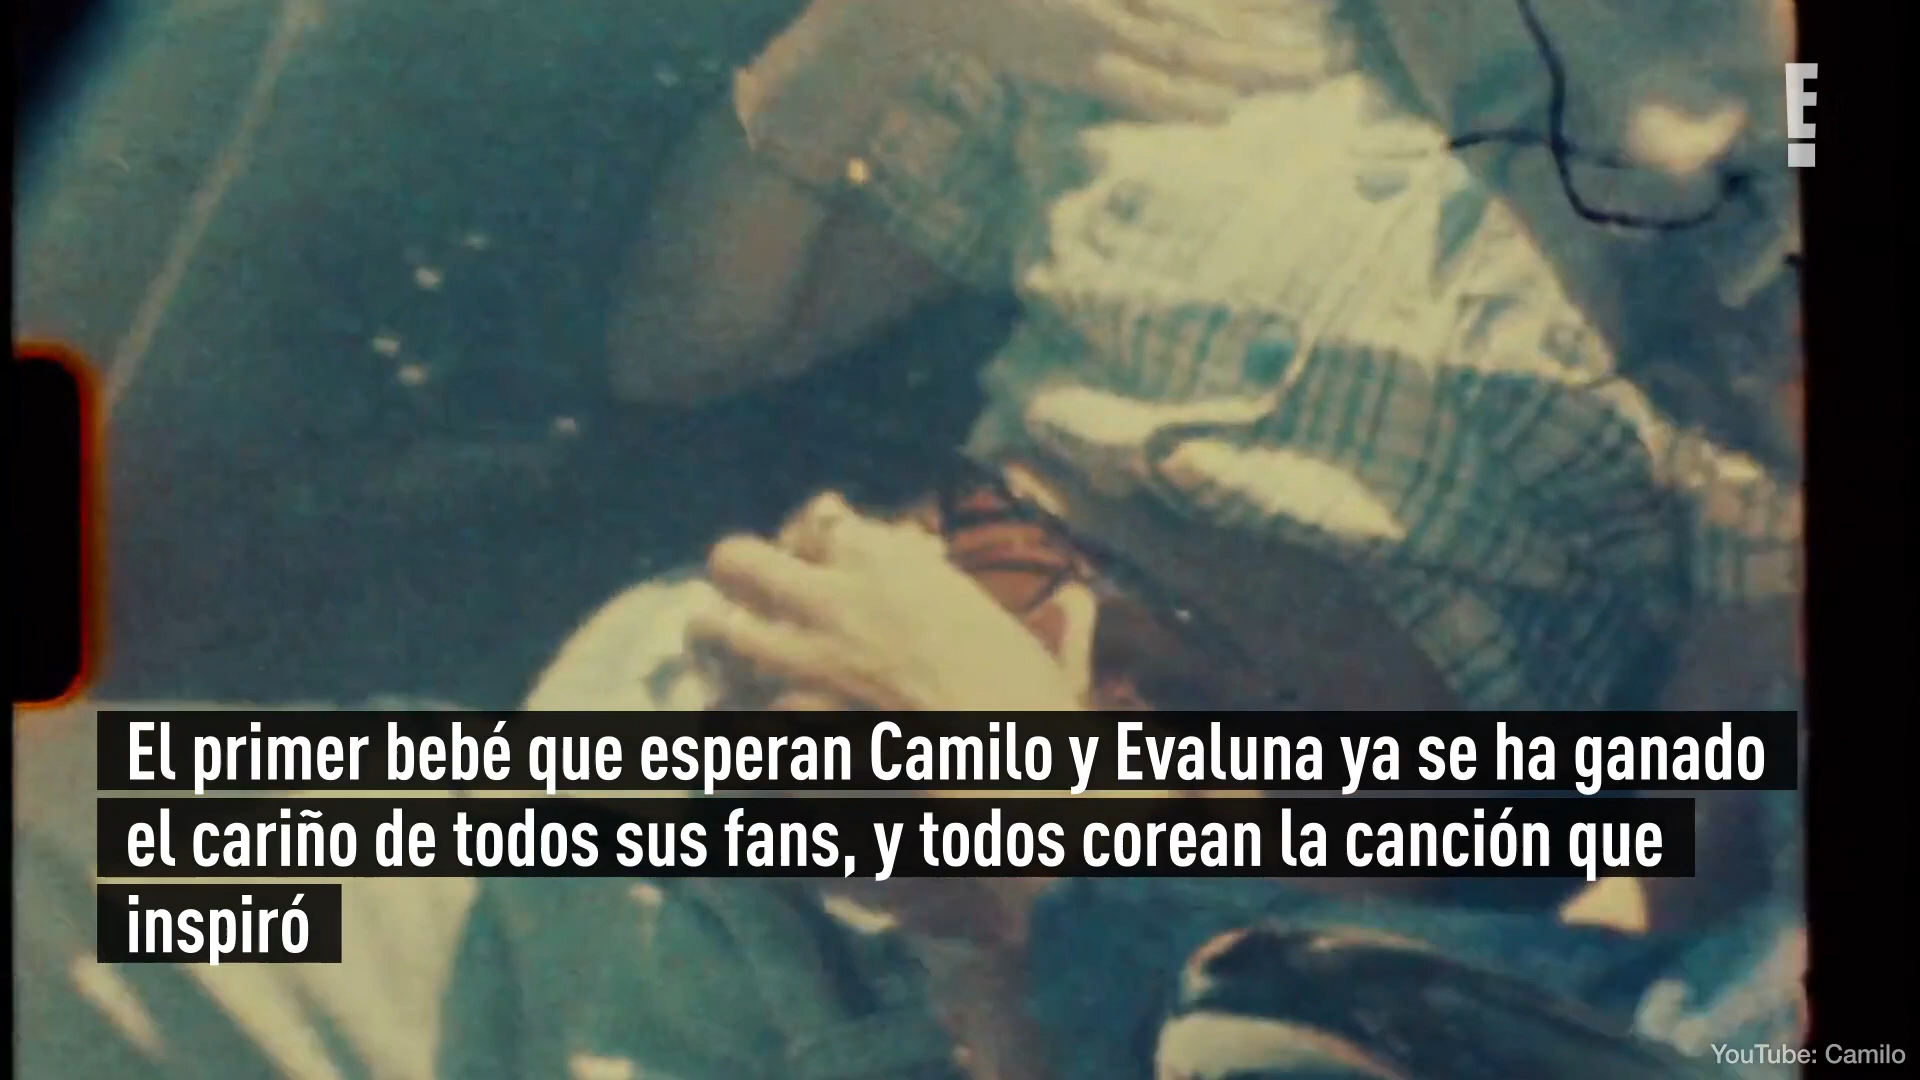 E!
El primer bebé que esperan Camilo y Evaluna ya se ha ganado
el cariño de todos sus fans, y todos corean la canción que
inspiró
YouTube: Camilo